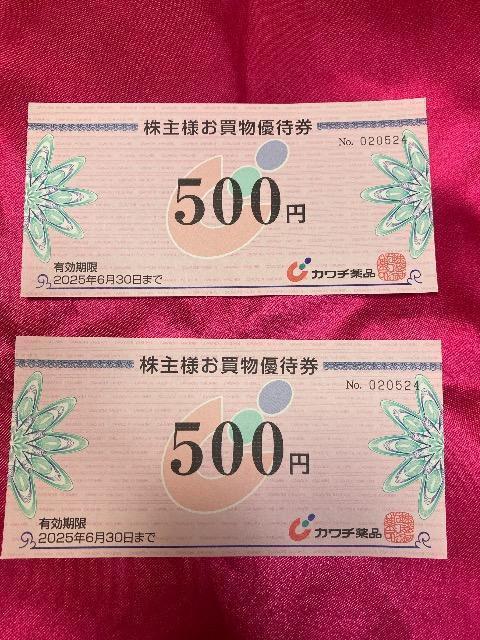 株主様お買物優待券
No. 020524
500円
有効期限
2025年6月30日まで
カワチ薬品
株主様お買物優待券
No. 020524
500円
有効期限
2025年6月30日まで
カワチ薬品